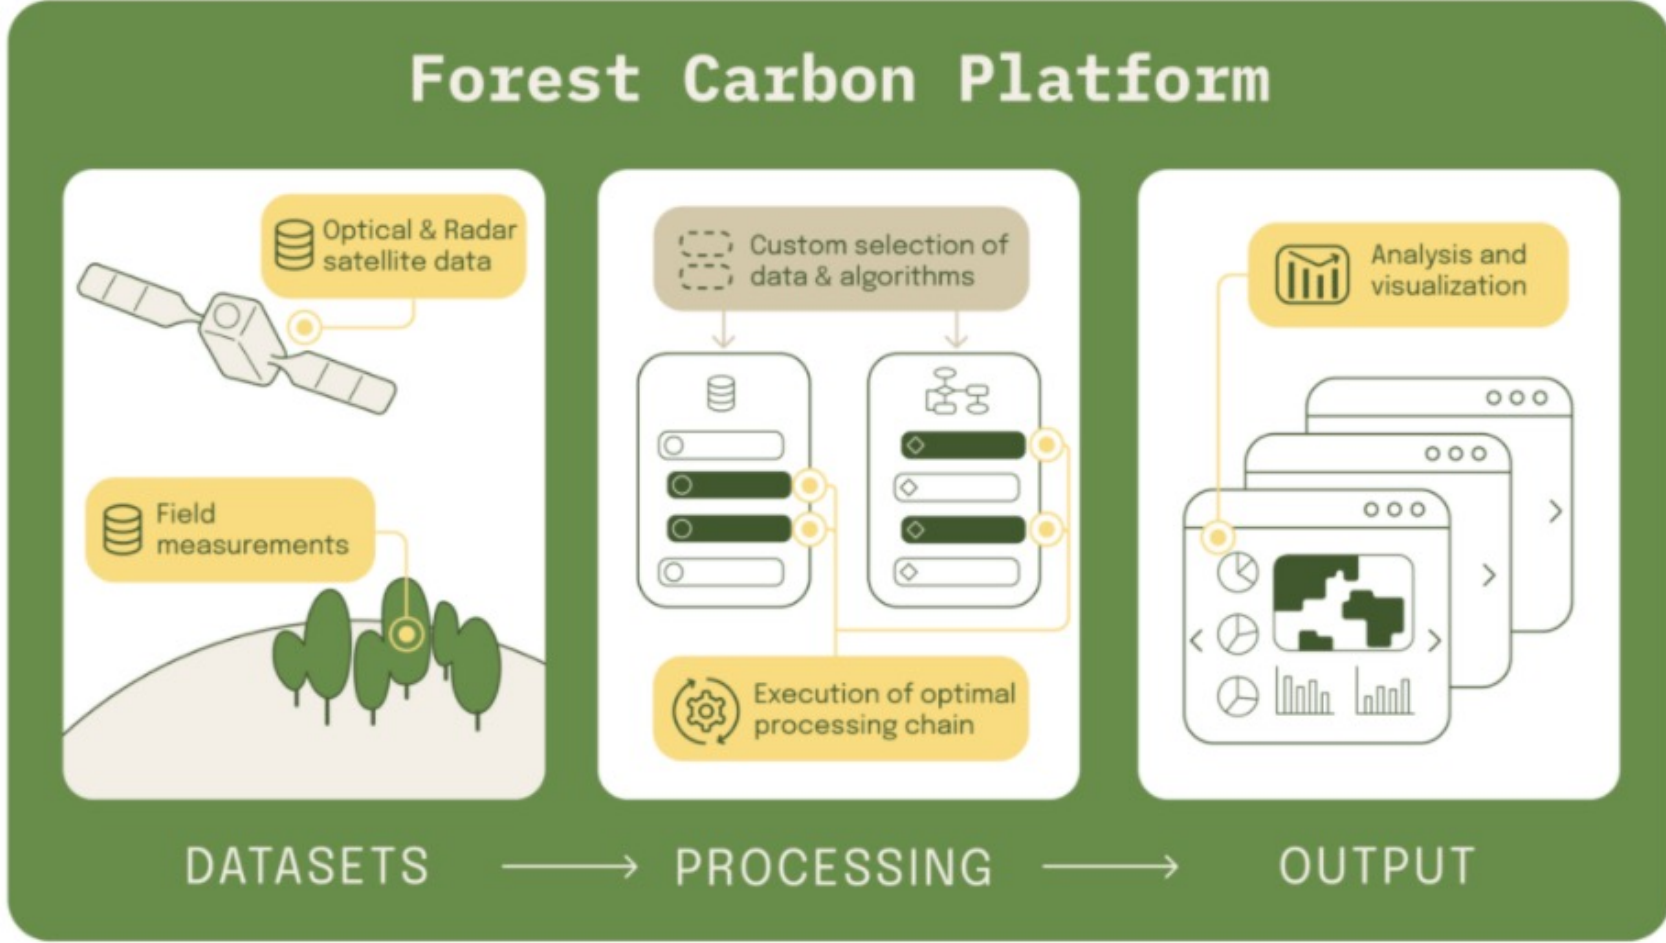 Forest Carbon Platform
Optical & Radar
satellite data
Field
measurements
Custom selection of
data & algorithms
Execution of optimal
processing chain
Analysis and
visualization
DATASETS
PROCESSING
OUTPUT